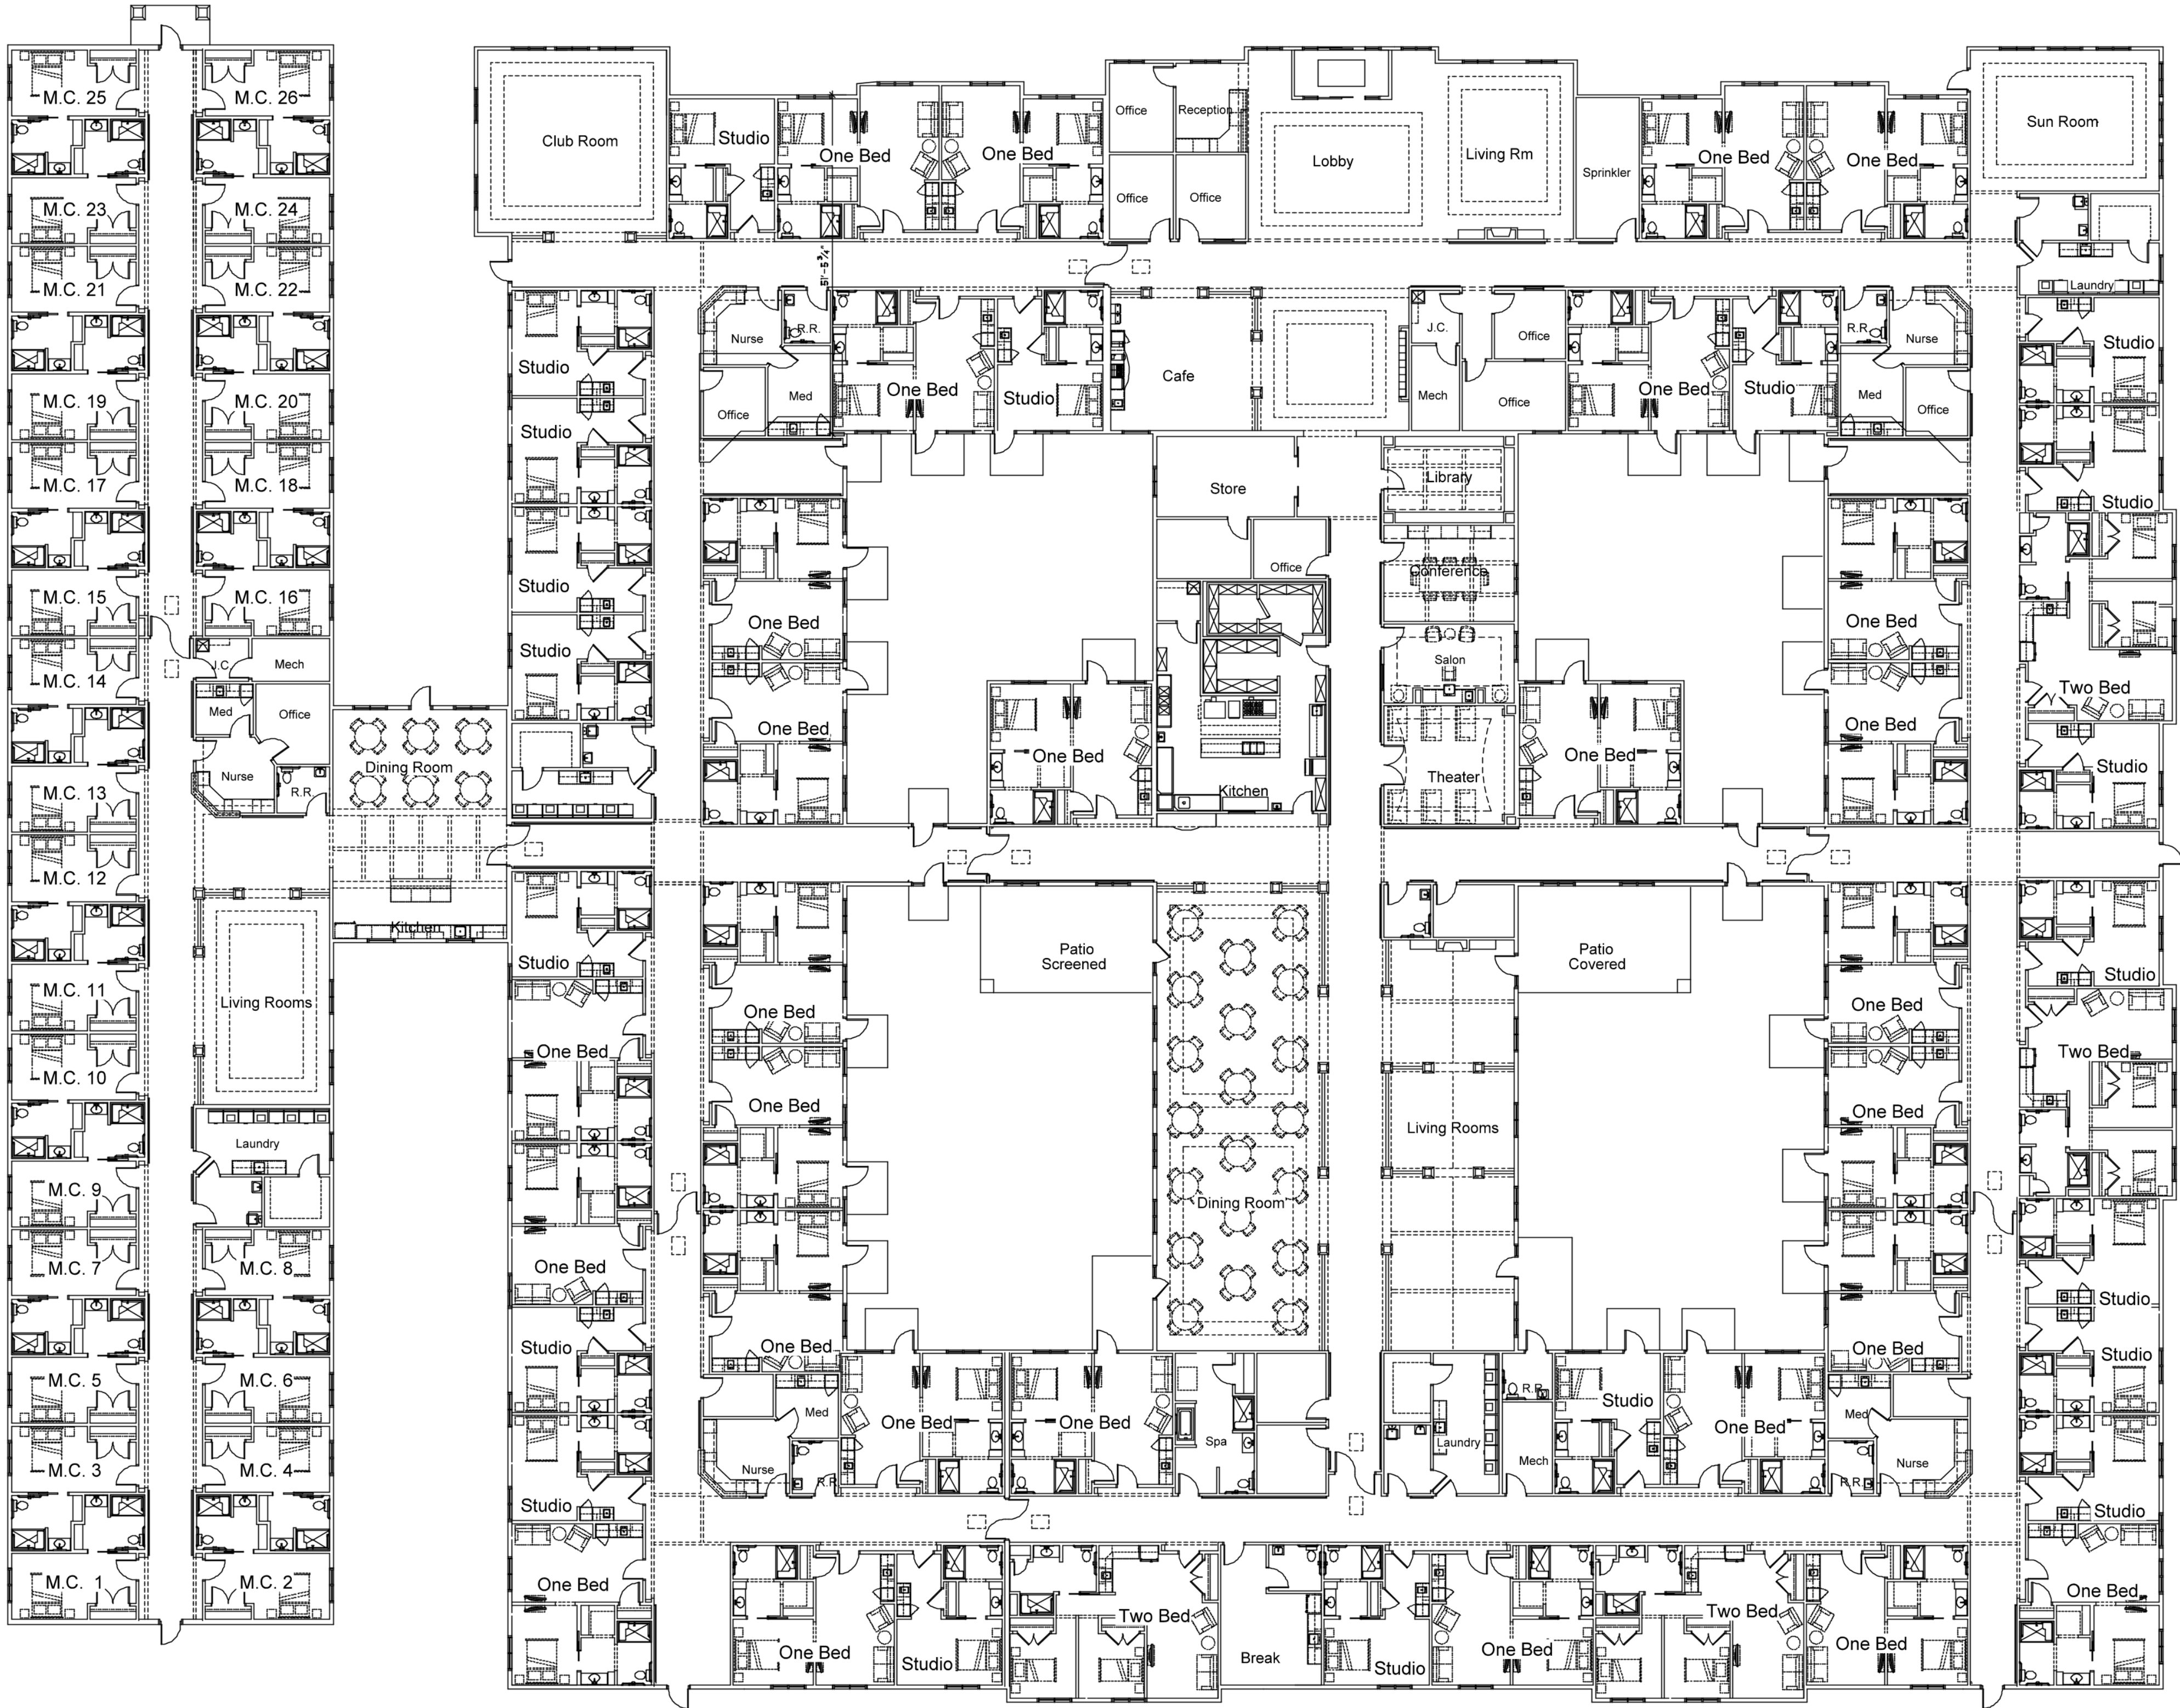 M.C. 25
M.C. 26
M.C. 23
M.C. 24
M.C. 21
M.C. 22
M.C. 19
M.C. 20
M.C. 17
M.C. 18
M.C. 15
M.C. 16
M.C. 14
J.C.
Mech
Med
Office
Nurse
R.R.
Dining Room
M.C. 13
M.C. 12
Kitchen
M.C. 11
Living Rooms
M.C. 10
Laundry
M.C. 9
M.C. 7
M.C. 8
M.C. 5
M.C. 6
M.C. 3
M.C. 4
M.C. 1
M.C. 2
Club Room
Studio
One Bed
One Bed
Office
Reception
Office
Office
Lobby
Living Rm
Sprinkler
One Bed
One Bed
Sun Room
51'-5 3/4"
Laundry
Studio
Nurse
R.R.
Office
Med
One Bed
Studio
Cafe
J.C.
Mech
Office
Office
One Bed
Studio
R.R.
Nurse
Med
Office
Studio
Studio
Studio
Store
Library
Studio
Office
Conference
One Bed
One Bed
Studio
Salon
Two Bed
One Bed
One Bed
Kitchen
Theater
One Bed
One Bed
Studio
Studio
Patio
Screened
Patio
Covered
Studio
One Bed
One Bed
One Bed
Two Bed
One Bed
One Bed
Living Rooms
Dining Room
One Bed
Studio
Studio
One Bed
One Bed
Studio
Med
One Bed
One Bed
Spa
Laundry
R.R.
Studio
Mech
One Bed
Med
Nurse
R.R.
Nurse
R.R.
Studio
Studio
One Bed
One Bed
One Bed
Studio
Two Bed
Break
Studio
One Bed
Two Bed
One Bed